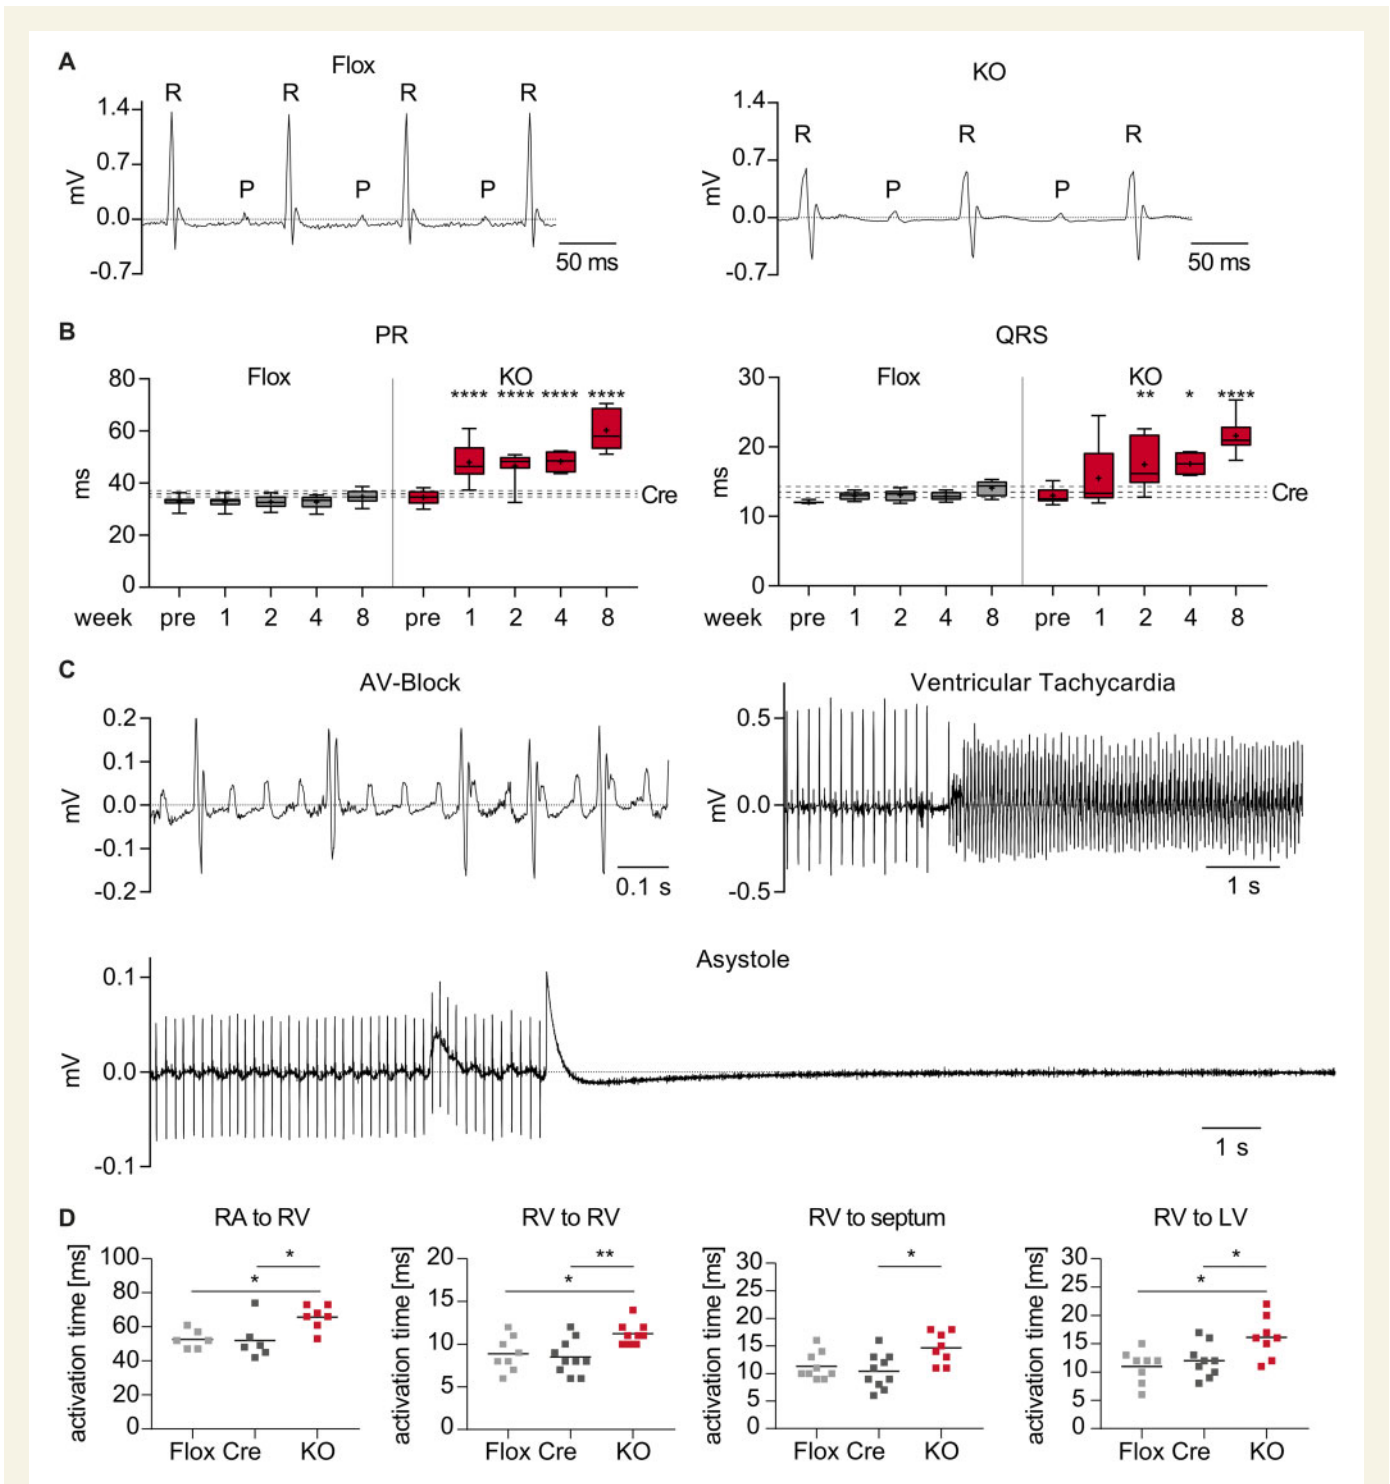 A
Flox
KO
R R R R
P P P
1.4
0.7
0.0
-0.7
mV
50 ms
R R R
P P
1.4
0.7
0.0
-0.7
mV
50 ms
B
PR
Flox KO
**** **** **** ****
80
60
40
20
0
ms
Cre
week pre 1 2 4 8 pre 1 2 4 8
QRS
Flox KO
** * ****
30
20
10
0
ms
Cre
week pre 1 2 4 8 pre 1 2 4 8
C
AV-Block
0.2
0.1
0.0
-0.1
-0.2
mV
0.1 s
Ventricular Tachycardia
0.5
0.0
-0.5
mV
1 s
Asystole
0.1
0.0
-0.1
mV
1 s
D
RA to RV
activation time [ms]
100
80
60
40
20
0
*
*
Flox Cre KO
RV to RV
activation time [ms]
20
15
10
5
0
**
*
Flox Cre KO
RV to septum
activation time [ms]
30
25
20
15
10
5
0
*
Flox Cre KO
RV to LV
activation time [ms]
30
25
20
15
10
5
0
*
*
Flox Cre KO